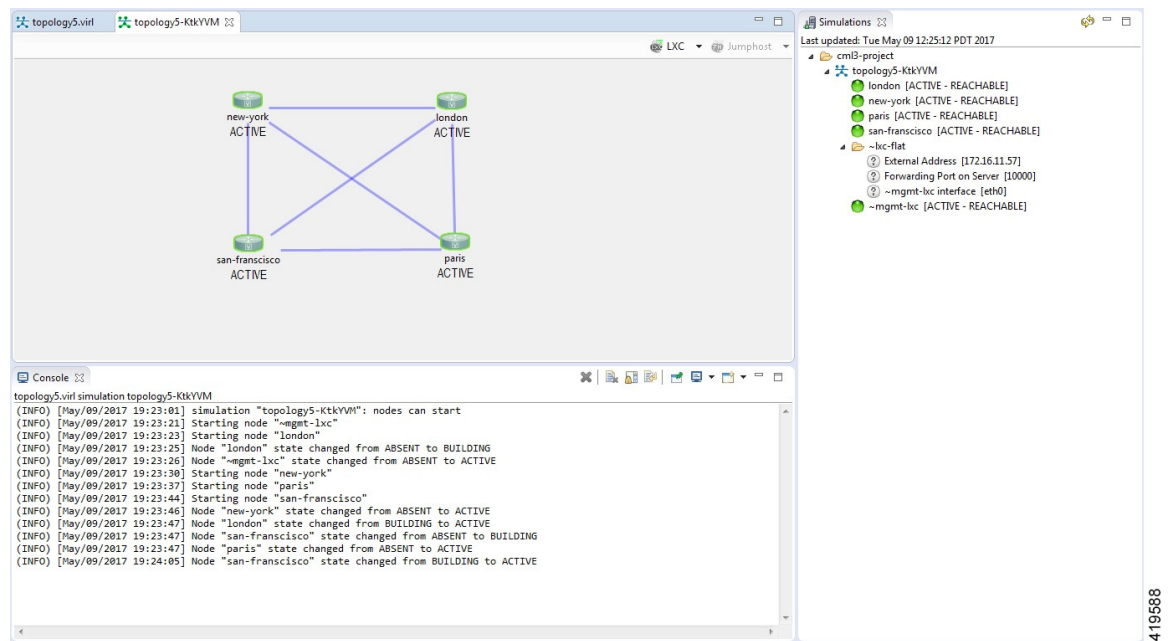 topology5.virl
topology5-KtkYVM
LXC
Jumphost
new-york
ACTIVE
london
ACTIVE
san-franscisco
ACTIVE
paris
ACTIVE
Simulations
Last updated: Tue May 09 12:25:12 PDT 2017
cml3-project
topology5-KtkYVM
london [ACTIVE - REACHABLE]
new-york [ACTIVE - REACHABLE]
paris [ACTIVE - REACHABLE]
san-franscisco [ACTIVE - REACHABLE]
~lxc-flat
External Address [172.16.11.57]
Forwarding Port on Server [10000]
~mgmt-lxc interface [eth0]
~mgmt-lxc [ACTIVE - REACHABLE]
Console
topology5.virl simulation topology5-KtkYVM
(INFO) [May/09/2017 19:23:01] simulation "topology5-KtkYVM": nodes can start
(INFO) [May/09/2017 19:23:21] Starting node "~mgmt-lxc"
(INFO) [May/09/2017 19:23:23] Starting node "london"
(INFO) [May/09/2017 19:23:25] Node "london" state changed from ABSENT to BUILDING
(INFO) [May/09/2017 19:23:26] Node "~mgmt-lxc" state changed from ABSENT to ACTIVE
(INFO) [May/09/2017 19:23:30] Starting node "new-york"
(INFO) [May/09/2017 19:23:37] Starting node "paris"
(INFO) [May/09/2017 19:23:44] Starting node "san-franscisco"
(INFO) [May/09/2017 19:23:46] Node "new-york" state changed from ABSENT to ACTIVE
(INFO) [May/09/2017 19:23:47] Node "london" state changed from BUILDING to ACTIVE
(INFO) [May/09/2017 19:23:47] Node "san-franscisco" state changed from ABSENT to BUILDING
(INFO) [May/09/2017 19:23:47] Node "paris" state changed from ABSENT to ACTIVE
(INFO) [May/09/2017 19:24:05] Node "san-franscisco" state changed from BUILDING to ACTIVE
419588